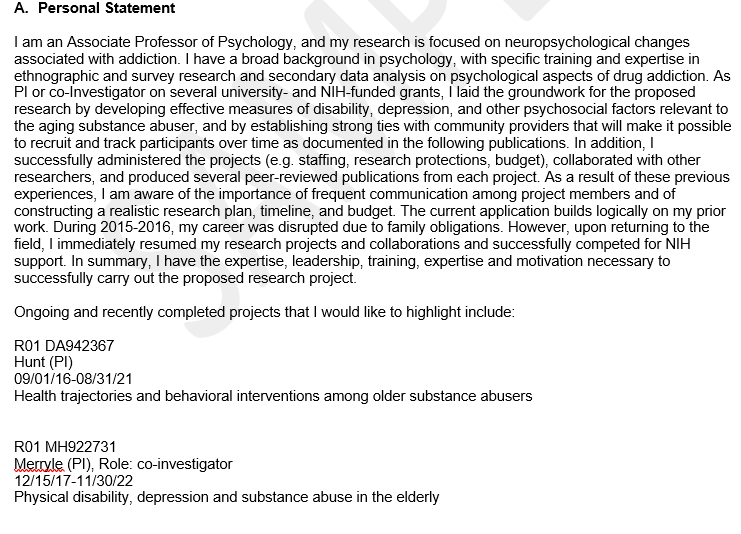 A. Personal Statement
I am an Associate Professor of Psychology, and my research is focused on neuropsychological changes
associated with addiction. I have a broad background in psychology, with specific training and expertise in
ethnographic and survey research and secondary data analysis on psychological aspects of drug addiction. As
PI or co-Investigator on several university- and NIH-funded grants, I laid the groundwork for the proposed
research by developing effective measures of disability, depression, and other psychosocial factors relevant to
the aging substance abuser, and by establishing strong ties with community providers that will make it possible
to recruit and track participants over time as documented in the following publications. In addition, I
successfully administered the projects (e.g. staffing, research protections, budget), collaborated with other
researchers, and produced several peer-reviewed publications from each project. As a result of these previous
experiences, I am aware of the importance of frequent communication among project members and of
constructing a realistic research plan, timeline, and budget. The current application builds logically on my prior
work. During 2015-2016, my career was disrupted due to family obligations. However, upon returning to the
field, I immediately resumed my research projects and collaborations and successfully competed for NIH
support. In summary, I have the expertise, leadership, training, expertise and motivation necessary to
successfully carry out the proposed research project.
Ongoing and recently completed projects that I would like to highlight include:
R01 DA942367
Hunt (PI)
09/01/16-08/31/21
Health trajectories and behavioral interventions among older substance abusers
R01 MH922731
Merryle (PI), Role: co-investigator
12/15/17-11/30/22
Physical disability, depression and substance abuse in the elderly